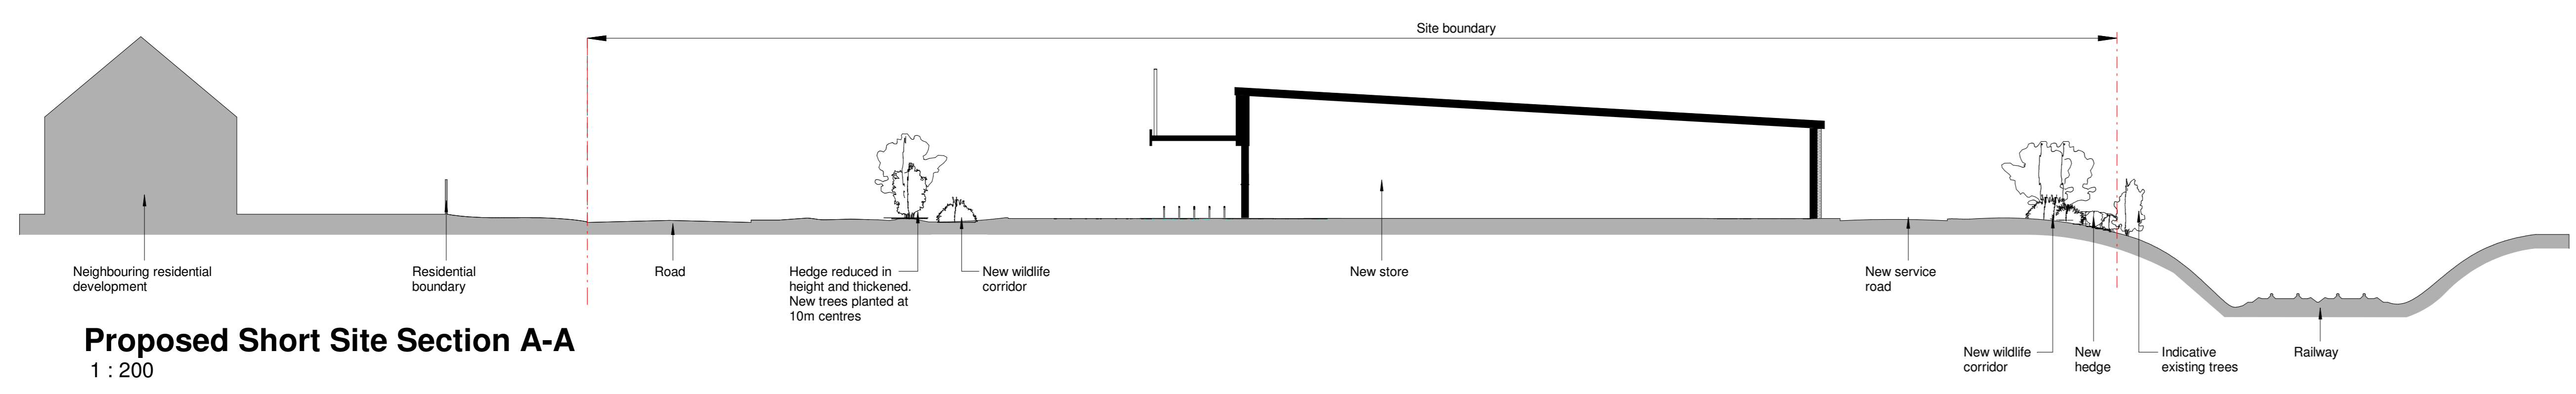 Site boundary
Neighbouring residential
development
Residential
boundary
Road
Hedge reduced in
height and thickened.
New trees planted at
10m centres
New wildlife
corridor
New store
New service
road
New wildlife
corridor
New
hedge
Indicative
existing trees
Railway
Proposed Short Site Section A-A
1 : 200